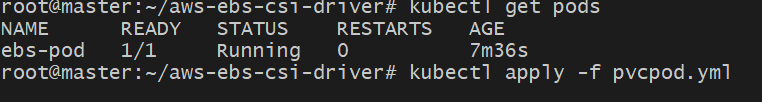 root@master:~/aws-ebs-csi-driver# kubectl get pods
NAME READY STATUS RESTARTS AGE
ebs-pod 1/1 Running 0 7m36s
root@master:~/aws-ebs-csi-driver# kubectl apply -f pvcpod.yml